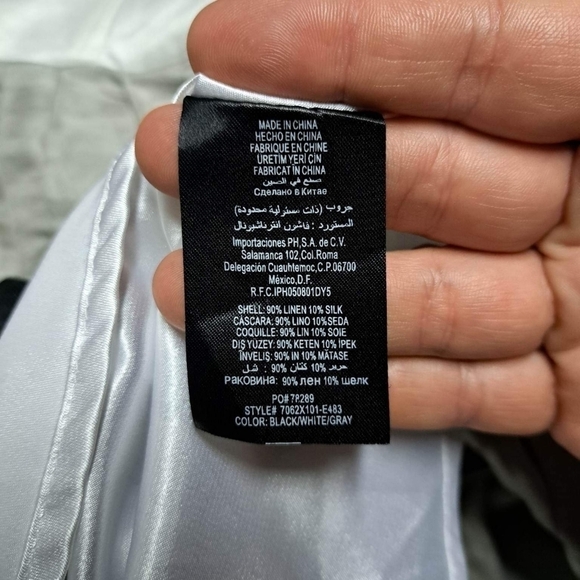 MADE IN CHINA
HECHO EN CHINA
FABRIQUE EN CHINE
ÜRETİM YERİ ÇİN
FABRICAT ÎN CHINA
صنع في الصين
Сделано в Китае
جروب (ذات مسئولية محدودة)
المستورد : فاشون انترناشيونال
Importaciones PH,S.A. de C.V.
Salamanca 102,Col.Roma
Delegación Cuauhtemoc,C.P.06700
México,D.F.
R.F.C.IPH050801DY5
SHELL: 90% LINEN 10% SILK
CÁSCARA: 90% LINO 10%SEDA
COQUILLE: 90% LIN 10% SOIE
DIŞ YUZEY: 90% KETEN 10% İPEK
ÎNVELIŞ: 90% IN 10% MĂTASE
حرير %10 كتان %90 : شل
РАКОВИНА: 90% лен 10% шелк
PO# 78289
STYLE# 7062X101-E483
COLOR: BLACK/WHITE/GRAY